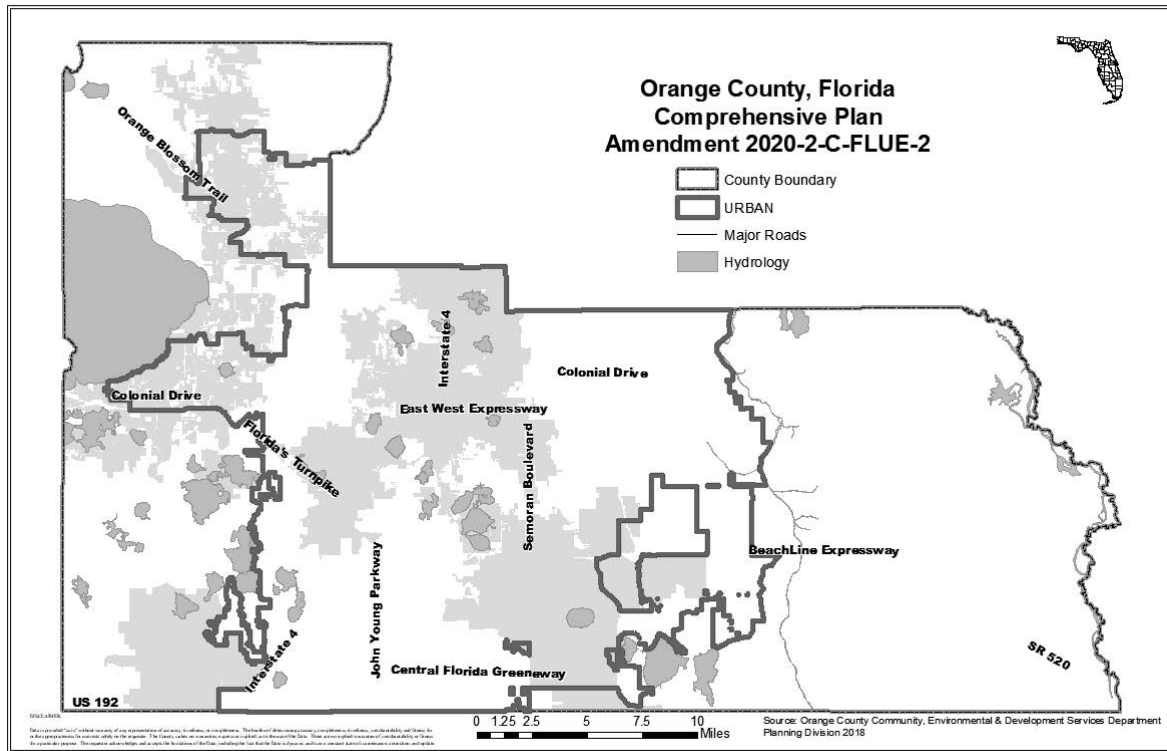 Orange County, Florida
Comprehensive Plan
Amendment 2020-2-C-FLUE-2
County Boundary
URBAN
Major Roads
Hydrology
Orange Blossom Trail
Interstate 4
Colonial Drive
Colonial Drive
East West Expressway
Florida's Turnpike
Semoran Boulevard
BeachLine Expressway
John Young Parkway
Interstate 4
Central Florida Greeneway
SR 520
US 192
DISCLAIMER:
0 1.25 2.5 5 7.5 10
Miles
Source: Orange County Community, Environmental & Development Services Department
Planning Division 2018